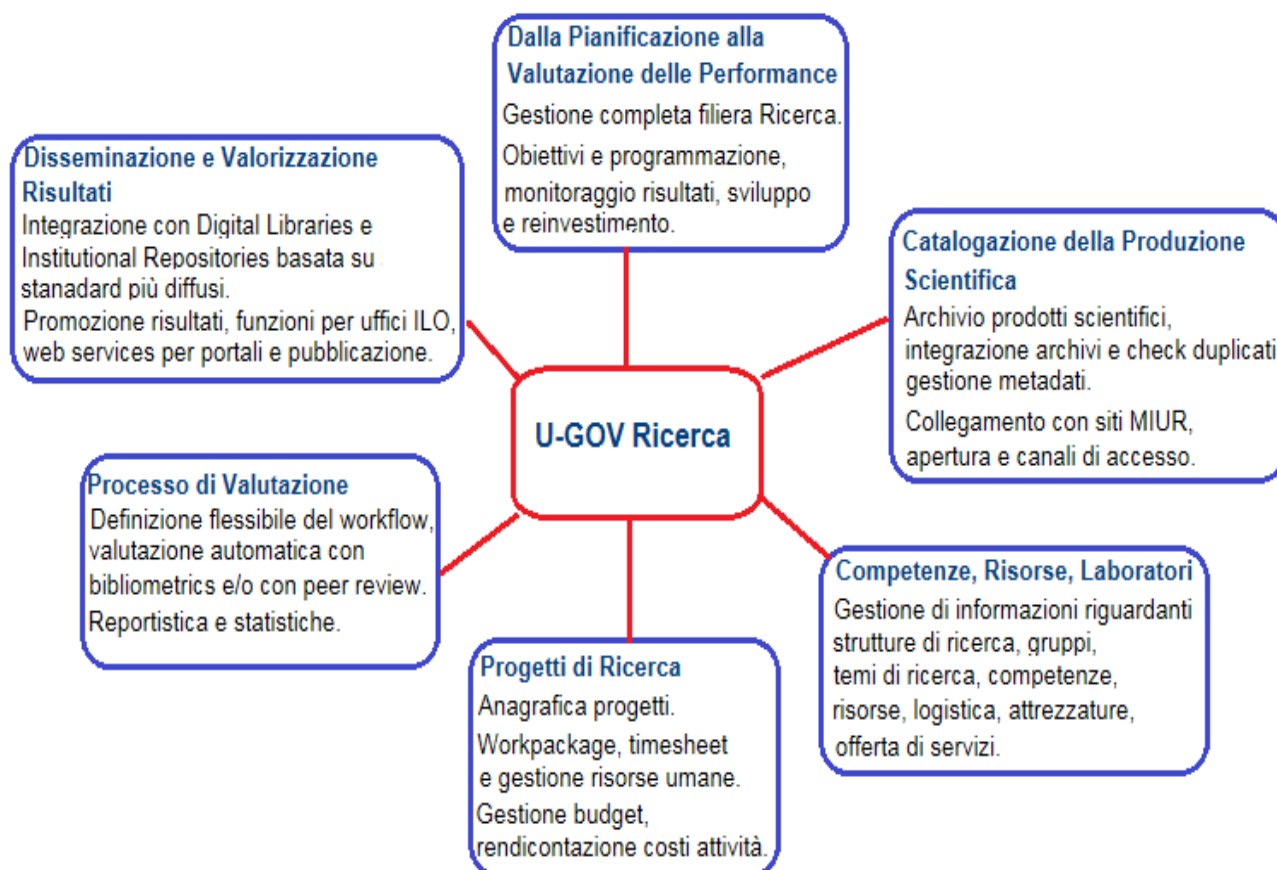 Dalla Pianificazione alla
Valutazione delle Performance
Gestione completa filiera Ricerca.
Obiettivi e programmazione,
monitoraggio risultati, sviluppo
e reinvestimento.
Disseminazione e Valorizzazione
Risultati
Integrazione con Digital Libraries e
Institutional Repositories basata su
stanadard più diffusi.
Promozione risultati, funzioni per uffici ILO,
web services per portali e pubblicazione.
Catalogazione della Produzione
Scientifica
Archivio prodotti scientifici,
integrazione archivi e check duplicati
gestione metadati.
Collegamento con siti MIUR,
apertura e canali di accesso.
U-GOV Ricerca
Processo di Valutazione
Definizione flessibile del workflow,
valutazione automatica con
bibliometrics e/o con peer review.
Reportistica e statistiche.
Competenze, Risorse, Laboratori
Gestione di informazioni riguardanti
strutture di ricerca, gruppi,
temi di ricerca, competenze,
risorse, logistica, attrezzature,
offerta di servizi.
Progetti di Ricerca
Anagrafica progetti.
Workpackage, timesheet
e gestione risorse umane.
Gestione budget,
rendicontazione costi attività.